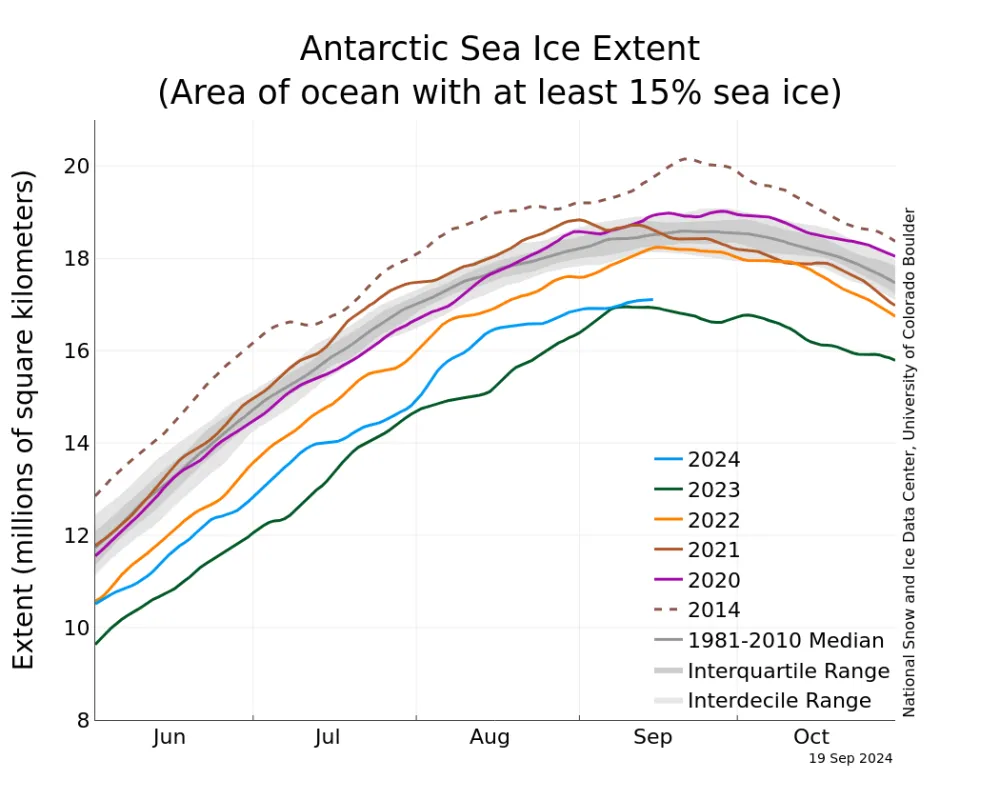 Antarctic Sea Ice Extent
(Area of ocean with at least 15% sea ice)
Extent (millions of square kilometers)
20
18
16
14
12
10
8
Jun
Jul
Aug
Sep
Oct
2024
2023
2022
2021
2020
2014
1981-2010 Median
Interquartile Range
Interdecile Range
National Snow and Ice Data Center, University of Colorado Boulder
19 Sep 2024